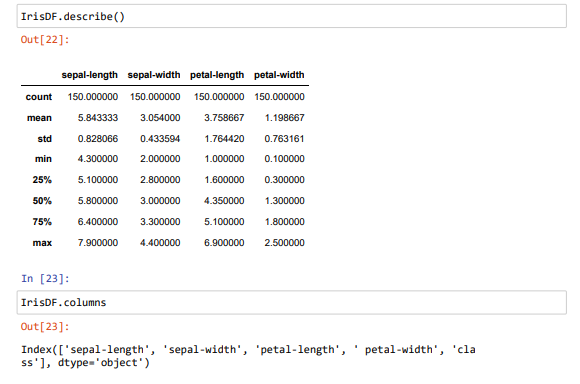 IrisDF.describe()
Out[22]:
sepal-length sepal-width petal-length petal-width
count 150.000000 150.000000 150.000000 150.000000
mean 5.843333 3.054000 3.758667 1.198667
std 0.828066 0.433594 1.764420 0.763161
min 4.300000 2.000000 1.000000 0.100000
25% 5.100000 2.800000 1.600000 0.300000
50% 5.800000 3.000000 4.350000 1.300000
75% 6.400000 3.300000 5.100000 1.800000
max 7.900000 4.400000 6.900000 2.500000
In [23]:
IrisDF.columns
Out[23]:
Index(['sepal-length', 'sepal-width', 'petal-length', ' petal-width', 'cla
ss'], dtype='object')